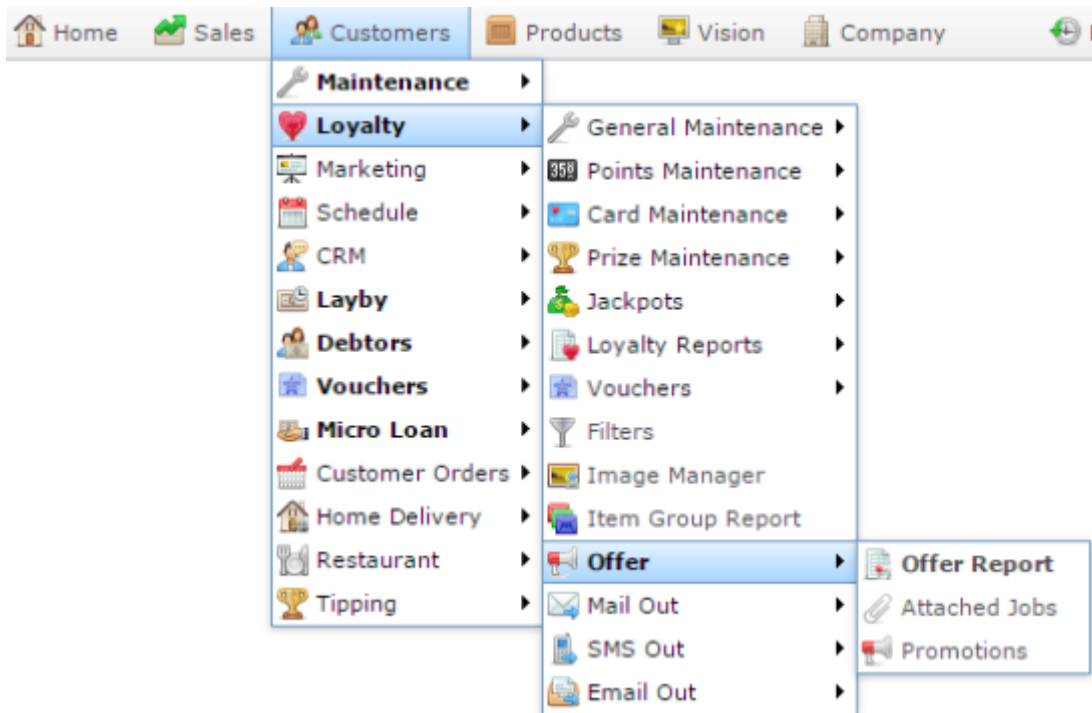 Home Sales Customers Products Vision Company
Maintenance
Loyalty
Marketing
Schedule
CRM
Layby
Debtors
Vouchers
Micro Loan
Customer Orders
Home Delivery
Restaurant
Tipping
General Maintenance
Points Maintenance
Card Maintenance
Prize Maintenance
Jackpots
Loyalty Reports
Vouchers
Filters
Image Manager
Item Group Report
Offer
Mail Out
SMS Out
Email Out
Offer Report
Attached Jobs
Promotions